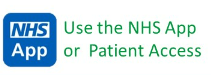 NHS
App
Use the NHS App
or Patient Access